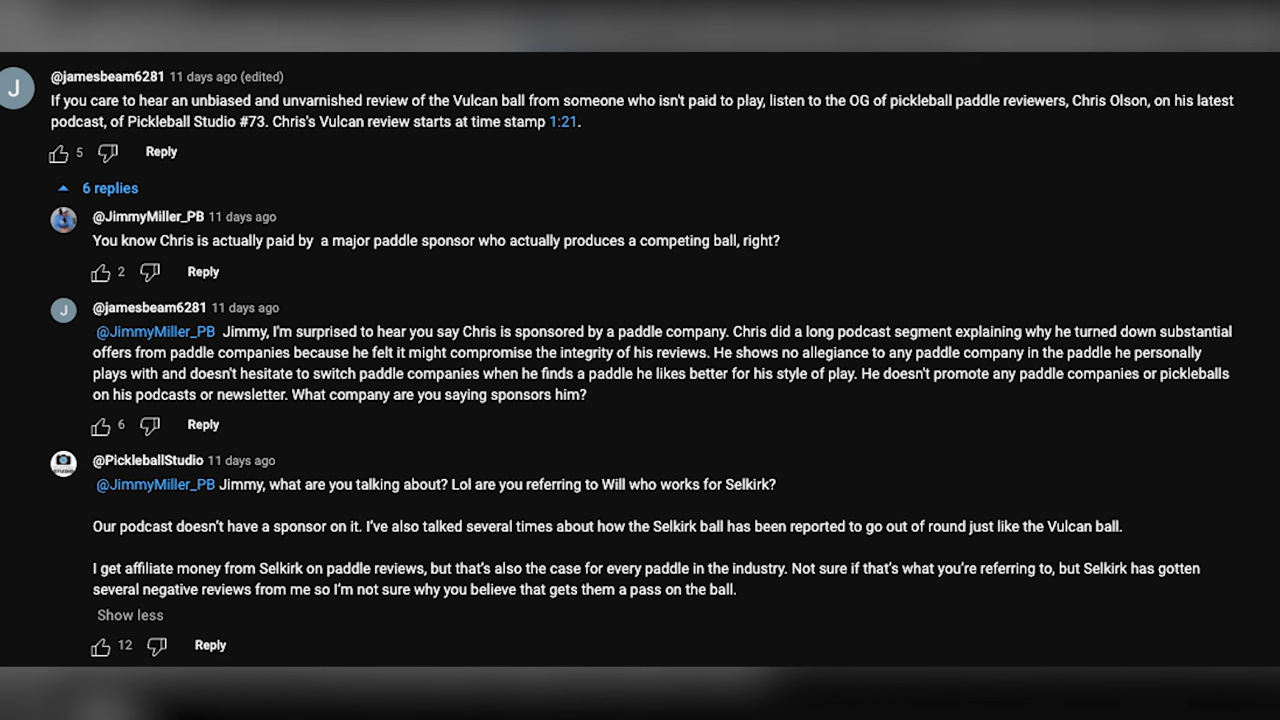 J
@jamesbeam6281 11 days ago (edited)
If you care to hear an unbiased and unvarnished review of the Vulcan ball from someone who isn't paid to play, listen to the OG of pickleball paddle reviewers, Chris Olson, on his latest
podcast, of Pickleball Studio #73. Chris's Vulcan review starts at time stamp 1:21.
5 Reply
6 replies
@JimmyMiller_PB 11 days ago
You know Chris is actually paid by  a major paddle sponsor who actually produces a competing ball, right?
2 Reply
J
@jamesbeam6281 11 days ago
@JimmyMiller_PB Jimmy, I'm surprised to hear you say Chris is sponsored by a paddle company. Chris did a long podcast segment explaining why he turned down substantial
offers from paddle companies because he felt it might compromise the integrity of his reviews. He shows no allegiance to any paddle company in the paddle he personally
plays with and doesn't hesitate to switch paddle companies when he finds a paddle he likes better for his style of play. He doesn't promote any paddle companies or pickleballs
on his podcasts or newsletter. What company are you saying sponsors him?
6 Reply
@PickleballStudio 11 days ago
@JimmyMiller_PB Jimmy, what are you talking about? Lol are you referring to Will who works for Selkirk?
Our podcast doesn't have a sponsor on it. I've also talked several times about how the Selkirk ball has been reported to go out of round just like the Vulcan ball.
I get affiliate money from Selkirk on paddle reviews, but that's also the case for every paddle in the industry. Not sure if that's what you're referring to, but Selkirk has gotten
several negative reviews from me so I'm not sure why you believe that gets them a pass on the ball.
Show less
12 Reply